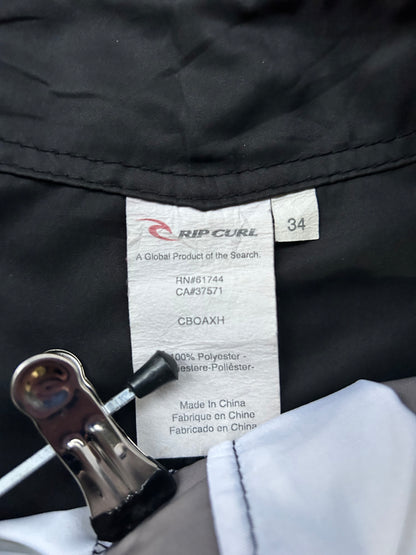 RIP CURL
34
A Global Product of the Search.
RN#61744
CA#37571
CBOAXH
100% Polyester -
-Poliéster-
Made In China
Fabrique en Chine
Fabricado en China